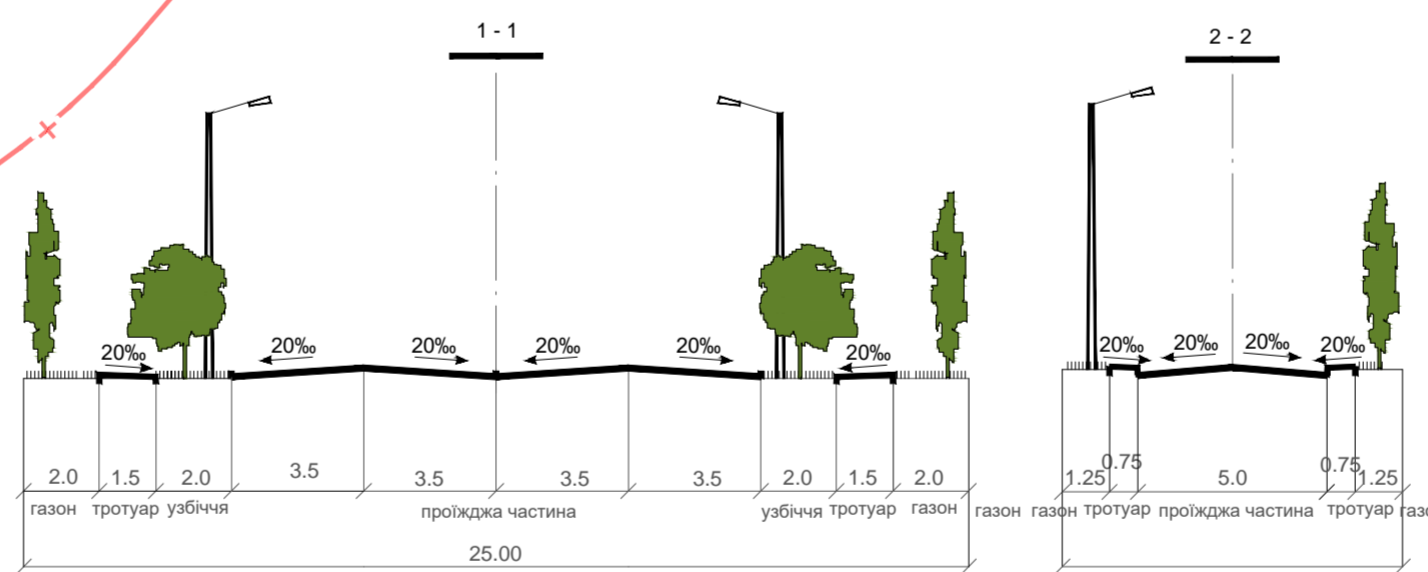 1 - 1
2 - 2
20‰ 20‰ 20‰ 20‰ 20‰ 20‰
20‰ 20‰ 20‰ 20‰
2.0 1.5 2.0 3.5 3.5 3.5 3.5 2.0 1.5 2.0
1.25 0.75 5.0 0.75 1.25
газон тротуар узбіччя проїжджа частина узбіччя тротуар газон
газон газон тротуар проїжджа частина тротуар
25.00